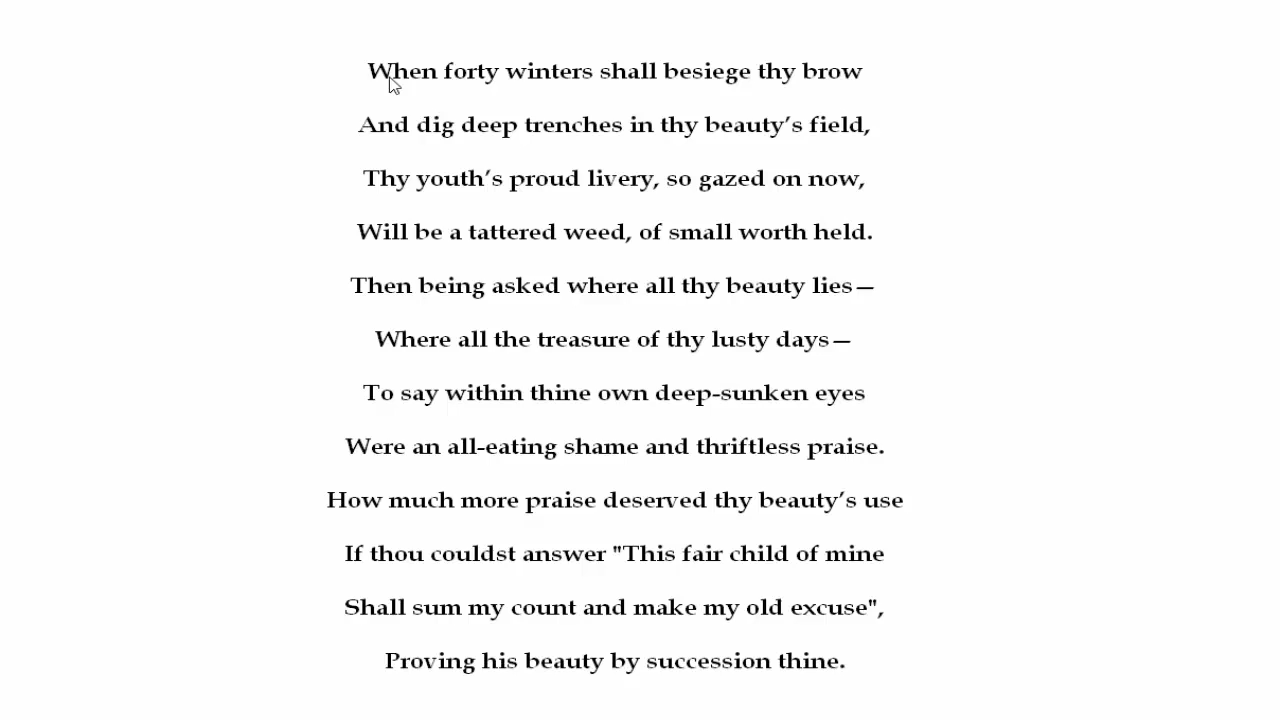 When forty winters shall besiege thy brow
And dig deep trenches in thy beauty’s field,
Thy youth’s proud livery, so gazed on now,
Will be a tattered weed, of small worth held.
Then being asked where all thy beauty lies—
Where all the treasure of thy lusty days—
To say within thine own deep-sunken eyes
Were an all-eating shame and thriftless praise.
How much more praise deserved thy beauty’s use
If thou couldst answer "This fair child of mine
Shall sum my count and make my old excuse",
Proving his beauty by succession thine.